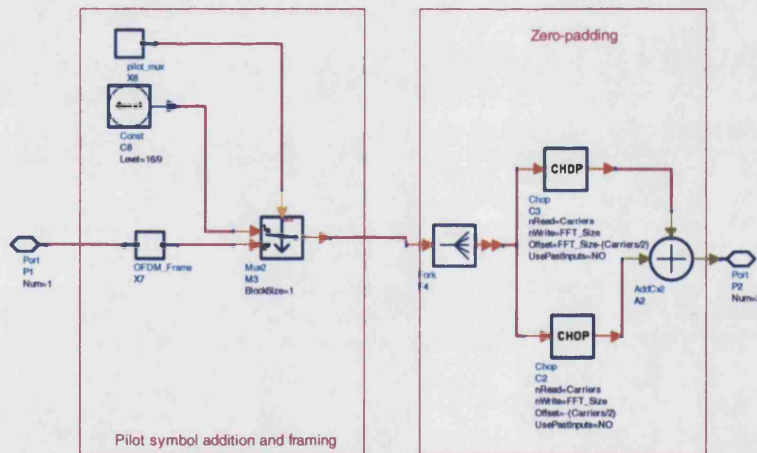 Zero-padding
pilot_mux
X8
Const
C8
Level=16/9
CHOP
Chop
C3
nRead=Carriers
nWrite=FFT_Size
Offset=FFT_Size-(Carriers/2)
UsePastInputs=NO
Port
P1
Num=1
OFDM_Frame
X7
Mux2
M3
BlockSize=1
Fork
F4
AddCx2
A2
Port
P2
CHOP
Chop
C2
nRead=Carriers
nWrite=FFT_Size
Offset=-(Carriers/2)
UsePastInputs=NO
Pilot symbol addition and framing